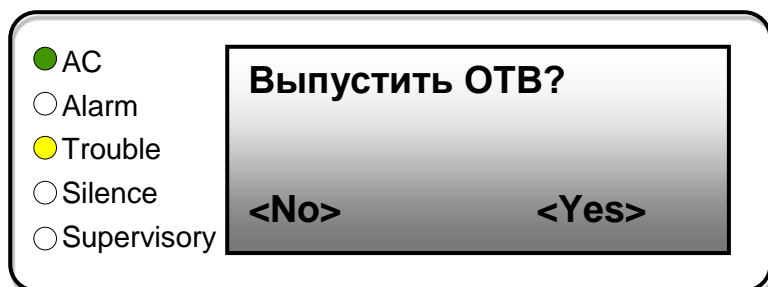 AC
Alarm
Trouble
Silence
Supervisory
Выпустить ОТВ?
<No> <Yes>